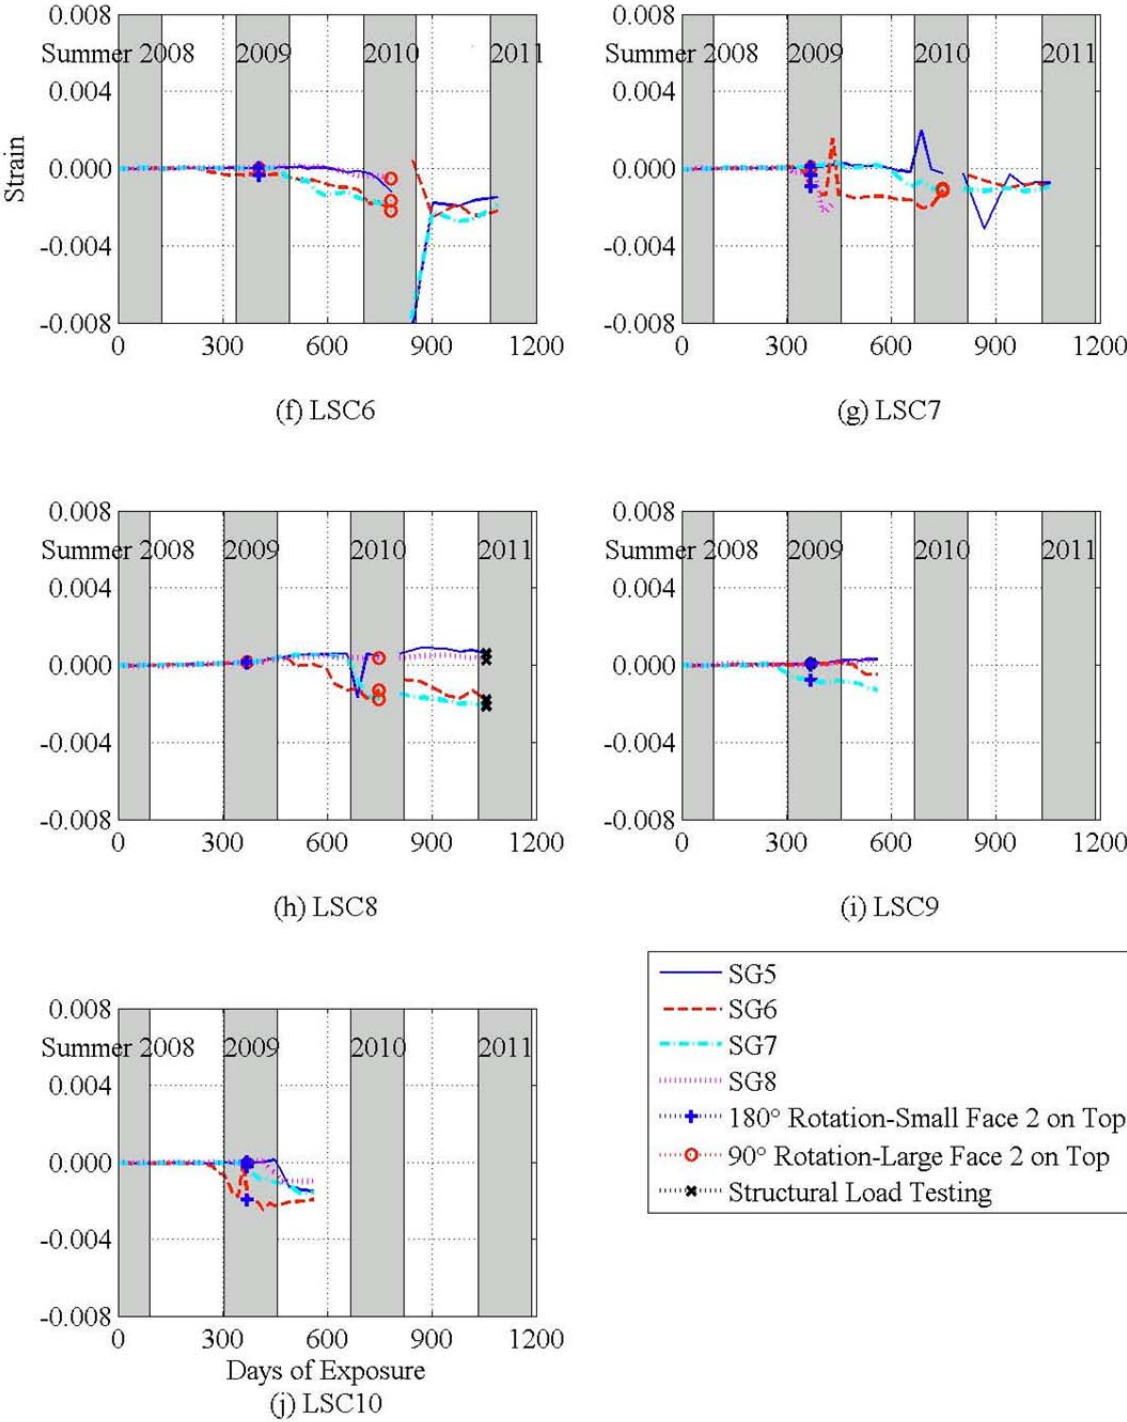 0.008
Summer 2008 2009 2010 2011
0.004
0.000
-0.004
-0.008
Strain
0 300 600 900 1200
(f) LSC6
0.008
Summer 2008 2009 2010 2011
0.004
0.000
-0.004
-0.008
0 300 600 900 1200
(g) LSC7
0.008
Summer 2008 2009 2010 2011
0.004
0.000
-0.004
-0.008
0 300 600 900 1200
(h) LSC8
0.008
Summer 2008 2009 2010 2011
0.004
0.000
-0.004
-0.008
0 300 600 900 1200
(i) LSC9
0.008
Summer 2008 2009 2010 2011
0.004
0.000
-0.004
-0.008
0 300 600 900 1200
Days of Exposure
(j) LSC10
SG5
SG6
SG7
SG8
180° Rotation-Small Face 2 on Top
90° Rotation-Large Face 2 on Top
Structural Load Testing